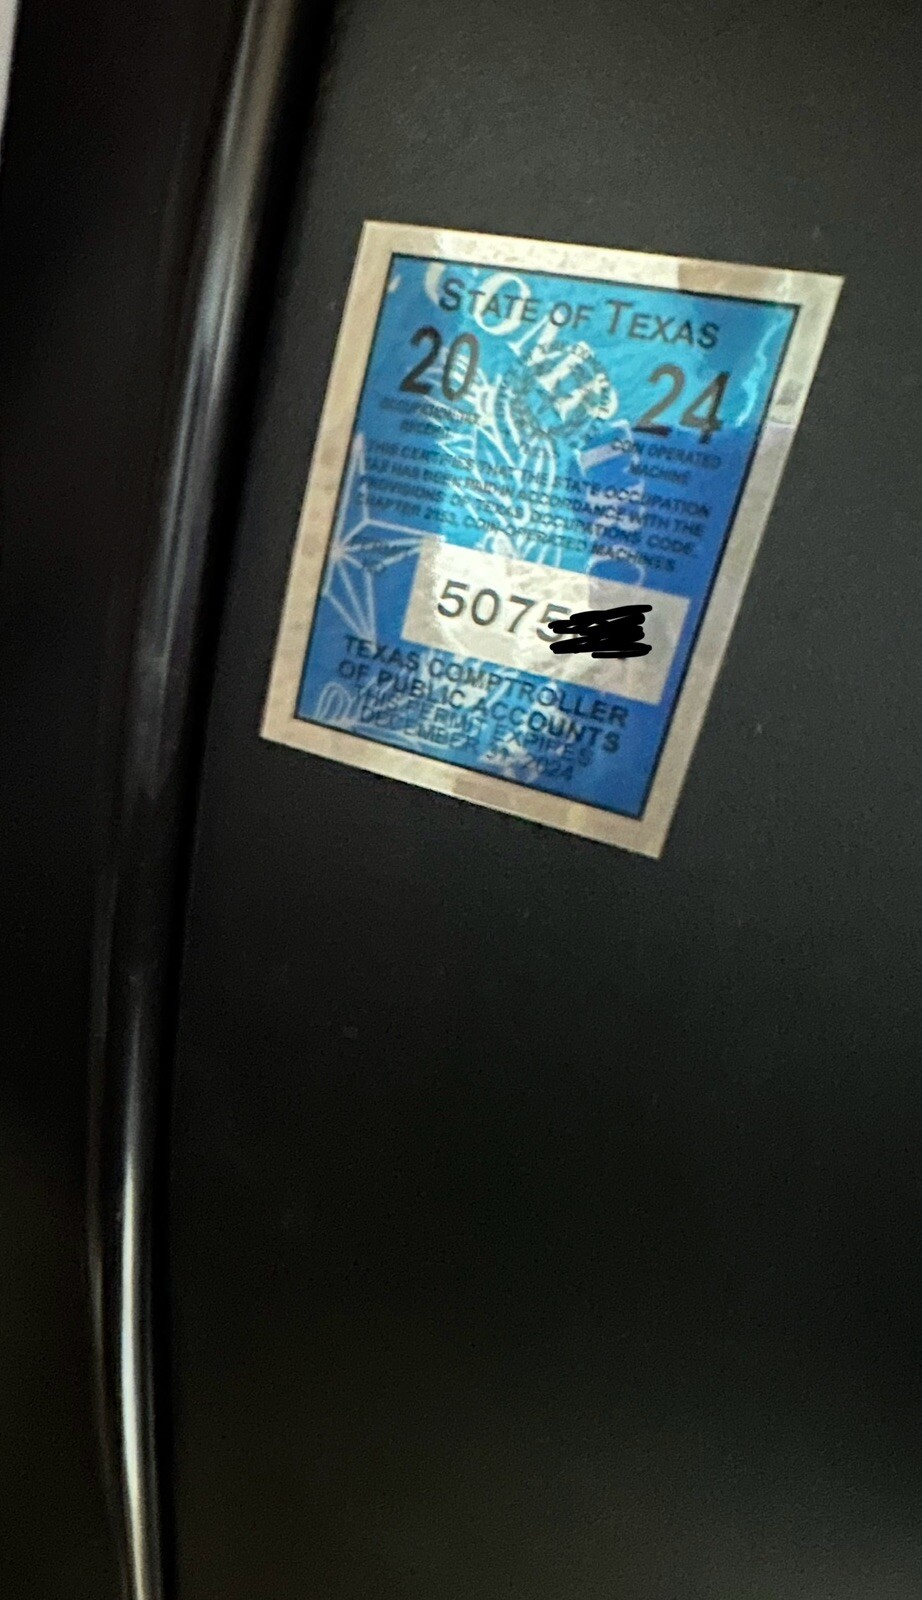 STATE OF TEXAS
20 24
OCCUPATION TAX
COIN OPERATED
MACHINE
THIS CERTIFIES THAT THE STATE OCCUPATION
TAX HAS BEEN PAID IN ACCORDANCE WITH THE
PROVISIONS OF TEXAS OCCUPATIONS CODE,
CHAPTER 2153, COIN OPERATED MACHINES
5075
TEXAS COMPTROLLER
OF PUBLIC ACCOUNTS
THIS PERMIT EXPIRES
DECEMBER 31, 2024